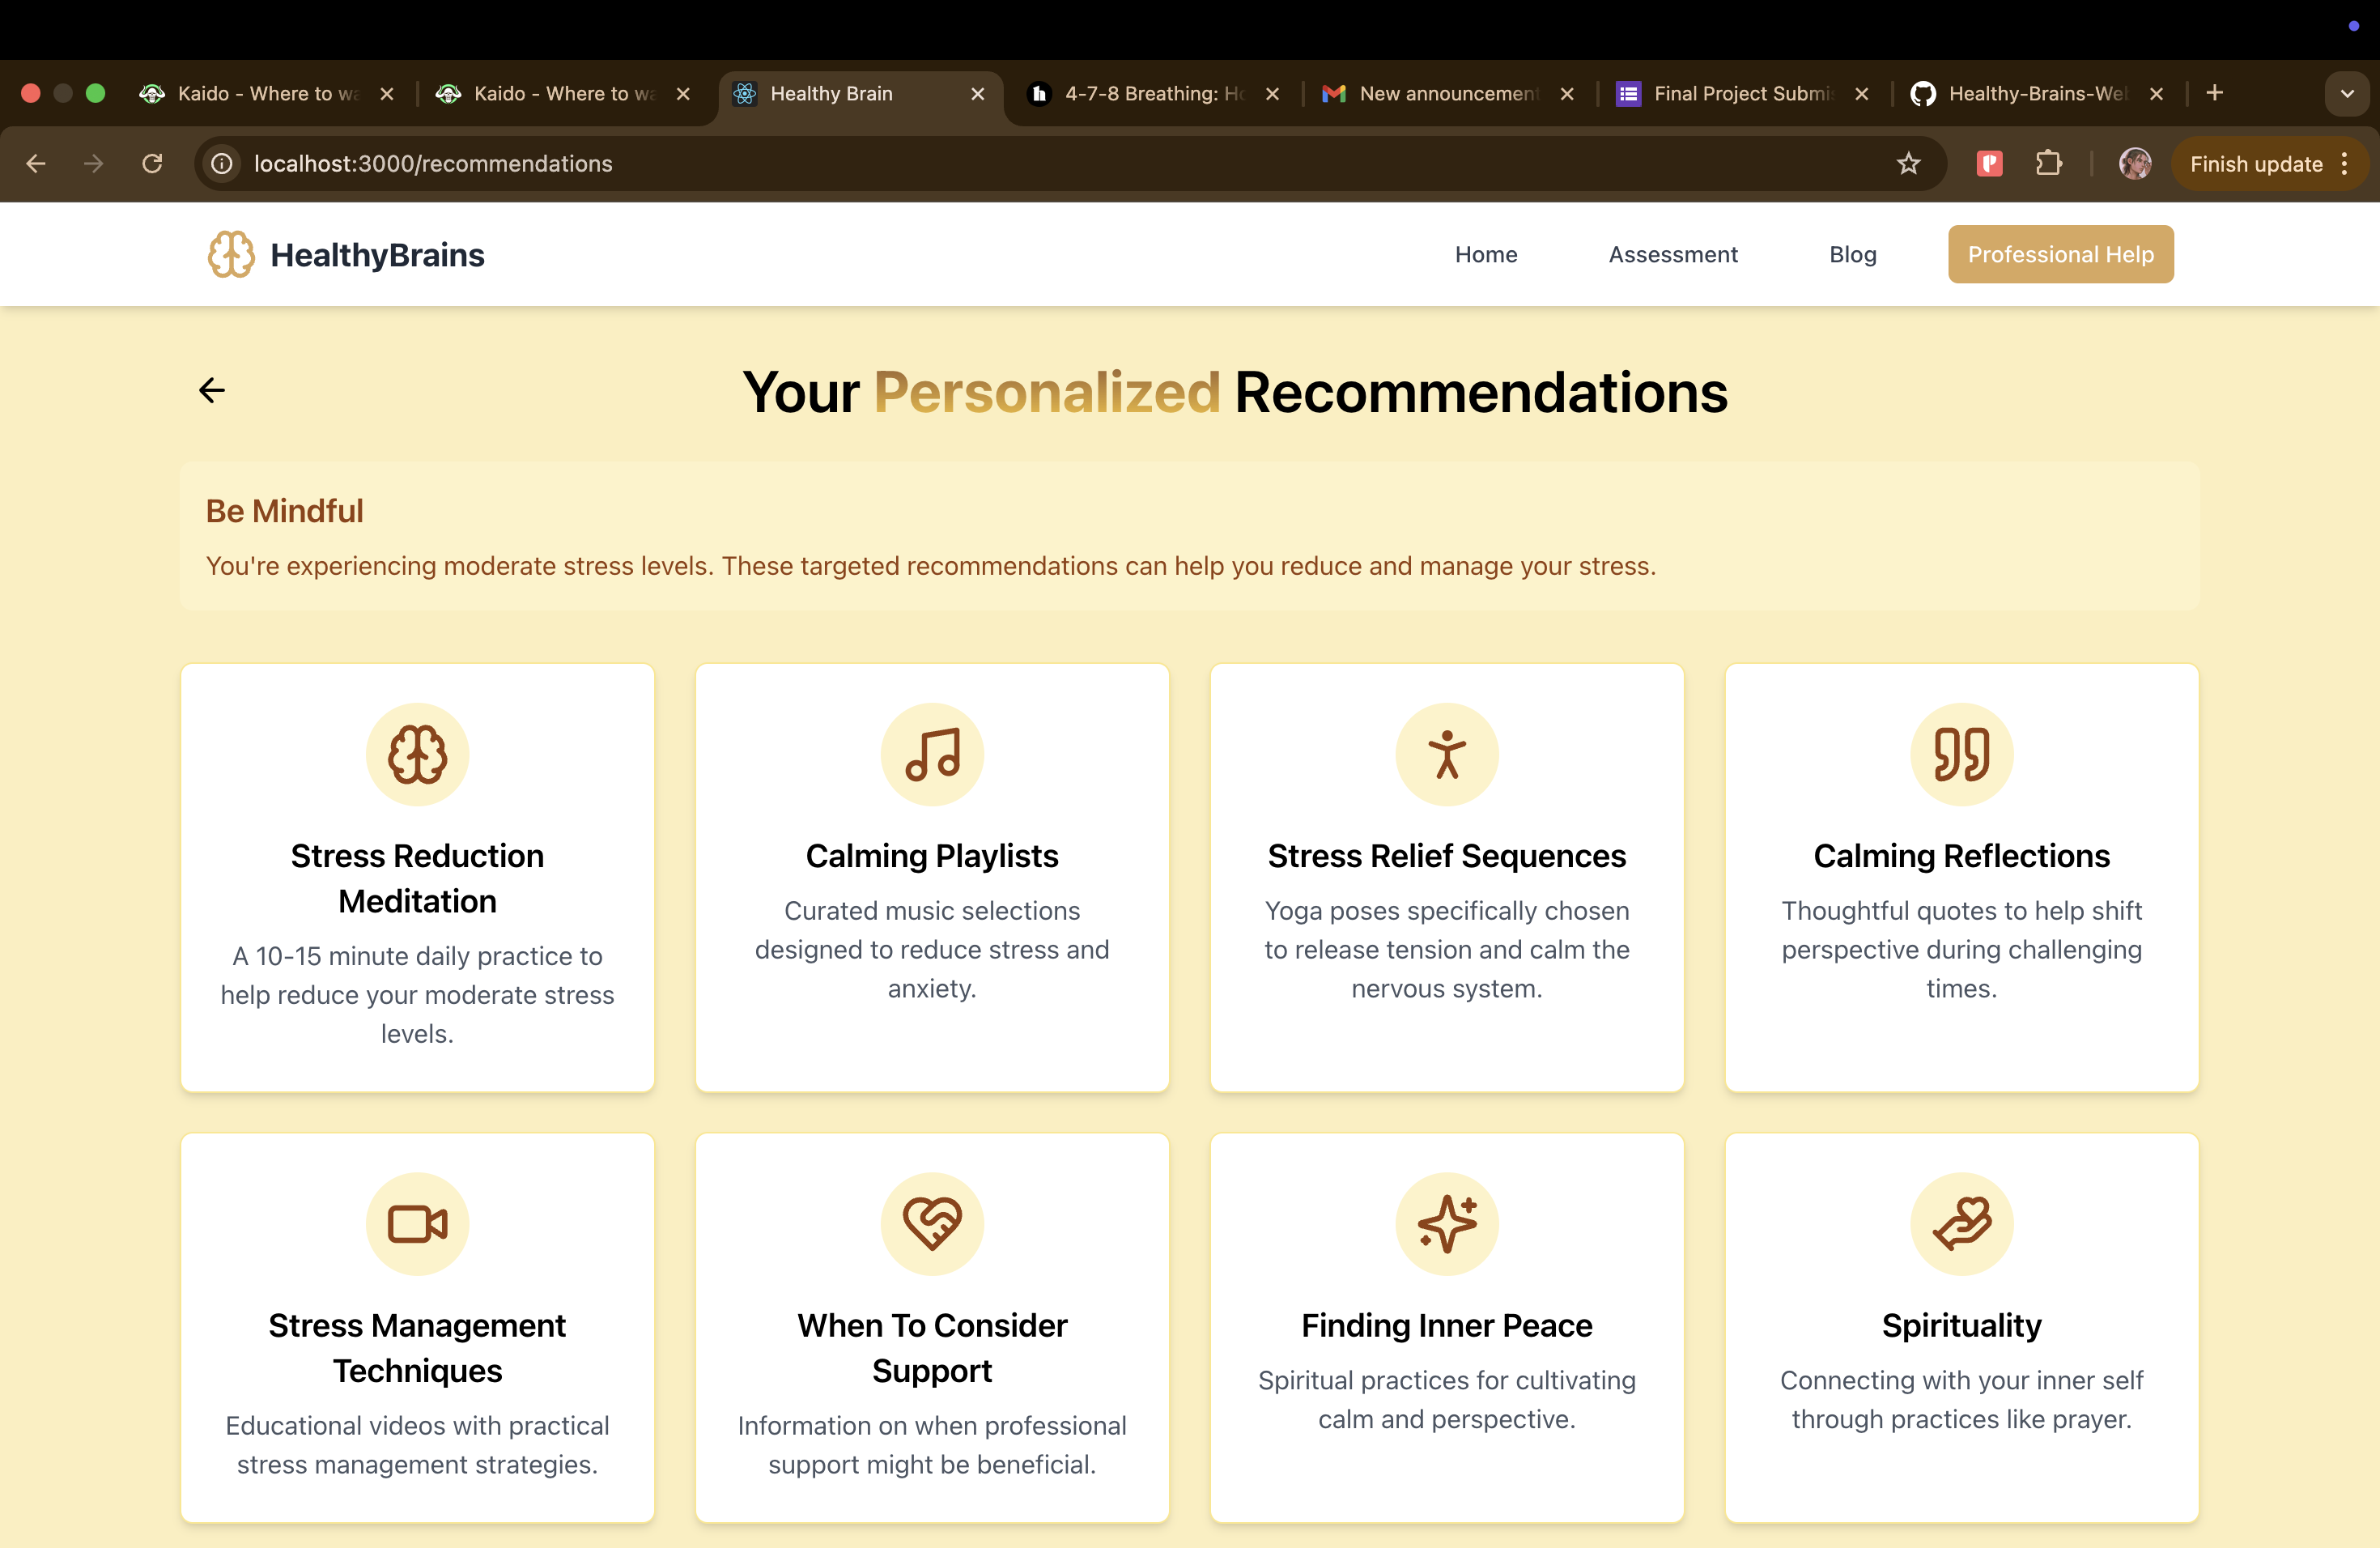 Kaido - Where to wa
Kaido - Where to wa
Healthy Brain
4-7-8 Breathing: Ho
New announcement
Final Project Submis
Healthy-Brains-Web
localhost:3000/recommendations
Finish update
HealthyBrains
Home
Assessment
Blog
Professional Help
Your Personalized Recommendations
Be Mindful
You're experiencing moderate stress levels. These targeted recommendations can help you reduce and manage your stress.
Stress Reduction
Meditation
A 10-15 minute daily practice to
help reduce your moderate stress
levels.
Calming Playlists
Curated music selections
designed to reduce stress and
anxiety.
Stress Relief Sequences
Yoga poses specifically chosen
to release tension and calm the
nervous system.
Calming Reflections
Thoughtful quotes to help shift
perspective during challenging
times.
Stress Management
Techniques
Educational videos with practical
stress management strategies.
When To Consider
Support
Information on when professional
support might be beneficial.
Finding Inner Peace
Spiritual practices for cultivating
calm and perspective.
Spirituality
Connecting with your inner self
through practices like prayer.